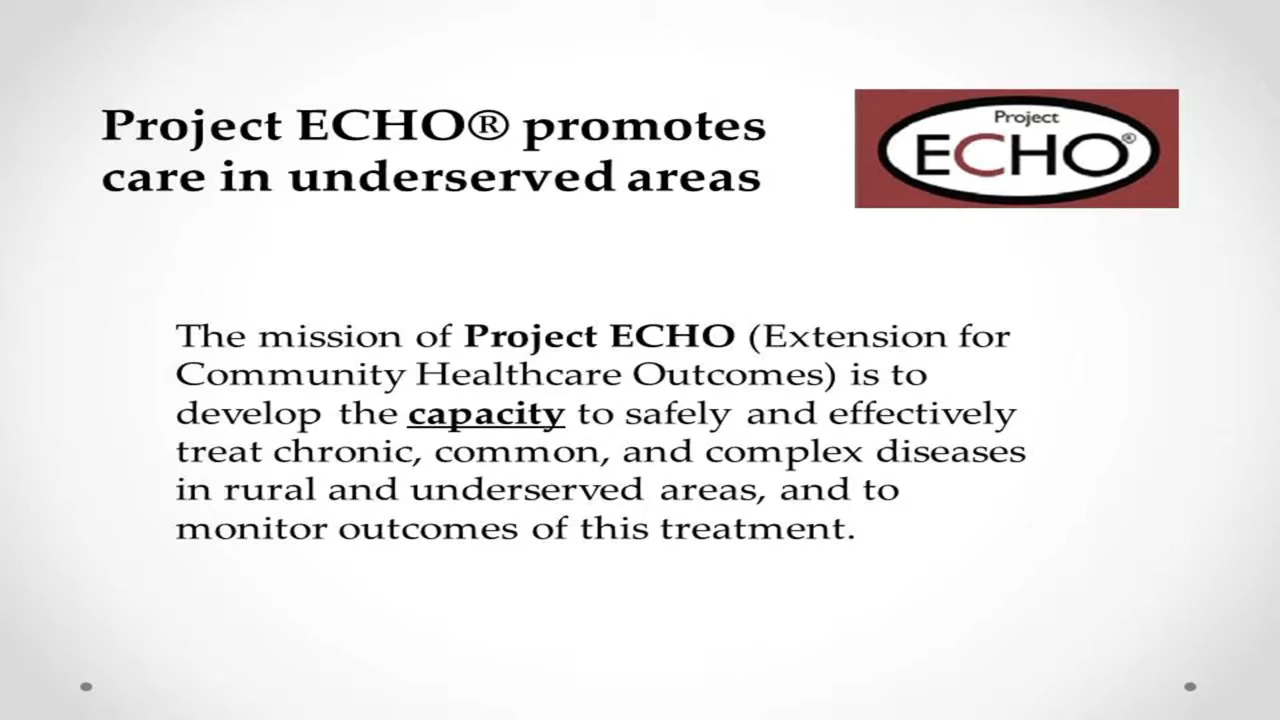 Project ECHO® promotes
care in underserved areas
Project
ECHO®
The mission of Project ECHO (Extension for
Community Healthcare Outcomes) is to
develop the capacity to safely and effectively
treat chronic, common, and complex diseases
in rural and underserved areas, and to
monitor outcomes of this treatment.